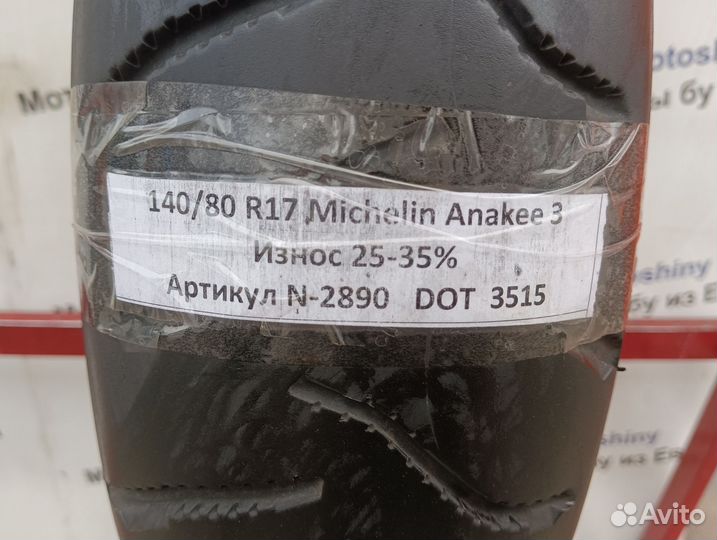 140/80 R17 Michelin Anakee 3
Износ 25-35%
Артикул N-2890 DOT 3515
Avito